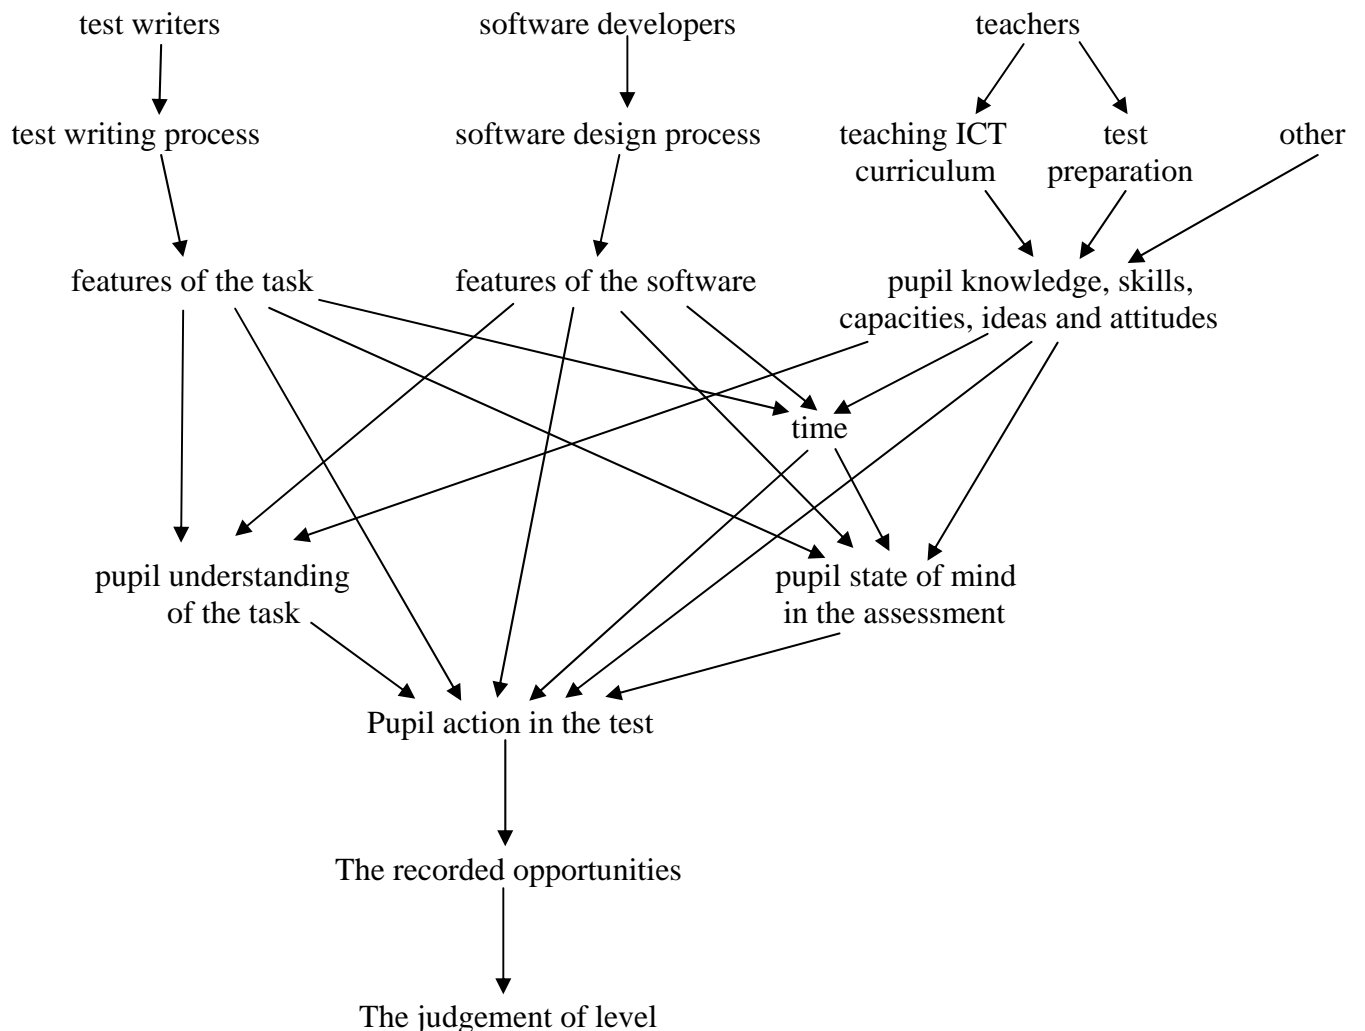 test writers
software developers
teachers
test writing process
software design process
teaching ICT
curriculum
test
preparation
other
features of the task
features of the software
pupil knowledge, skills,
capacities, ideas and attitudes
time
pupil understanding
of the task
pupil state of mind
in the assessment
Pupil action in the test
The recorded opportunities
The judgement of level